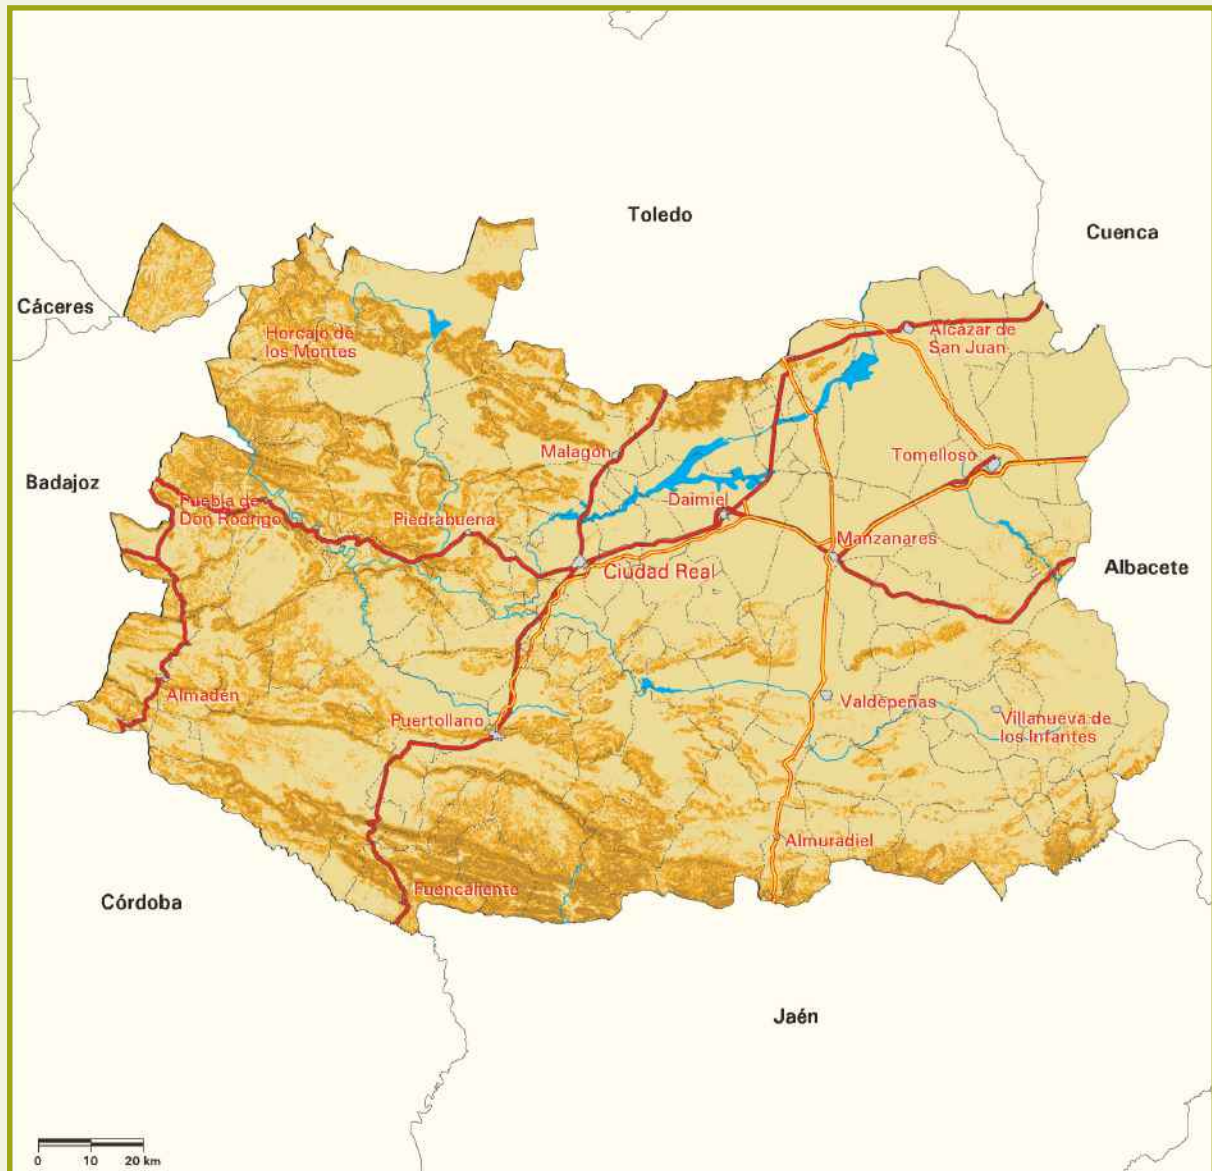 Toledo
Cuenca
Cáceres
Horcajo de
los Montes
Alcázar de
San Juan
Malagón
Tomelloso
Badajoz
Puebla de
Don Rodrigo
Piedrabuena
Daimiel
Manzanares
Ciudad Real
Albacete
Almadén
Puertollano
Valdepeñas
Villanueva de
los Infantes
Almuradiel
Fuencaliente
Córdoba
Jaén
0 10 20 km